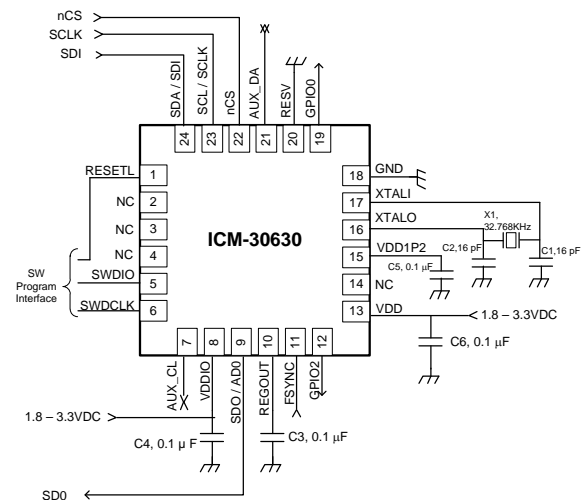 nCS
SCLK
SDI
SDA / SDI
SCL / SCLK
nCS
AUX_DA
RESV
GPIO0
24
23
22
21
20
19
RESETL
1
18
GND
NC
2
17
XTALI
X1,
32.768KHz
NC
3
ICM-30630
16
XTALO
C2,16 pF
C1,16 pF
NC
4
15
VDD1P2
C5, 0.1 µF
SW
Program
Interface
SWDIO
5
14
NC
SWDCLK
6
13
VDD
1.8 – 3.3VDC
7
8
9
10
11
12
C6, 0.1 µF
AUX_CL
VDDIO
SDO / AD0
REGOUT
FSYNC
GPIO2
1.8 – 3.3VDC
C4, 0.1 µ F
C3, 0.1 µF
SD0